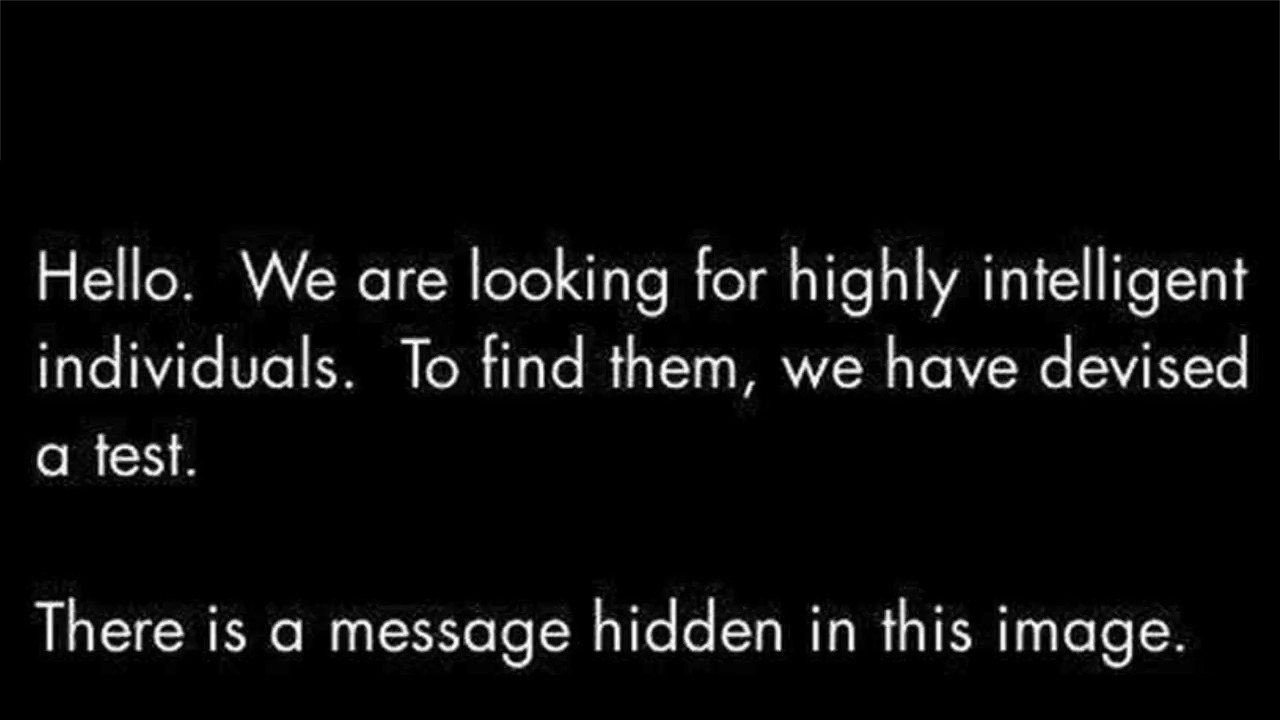 Hello.  We are looking for highly intelligent
individuals.  To find them, we have devised
a test.
There is a message hidden in this image.